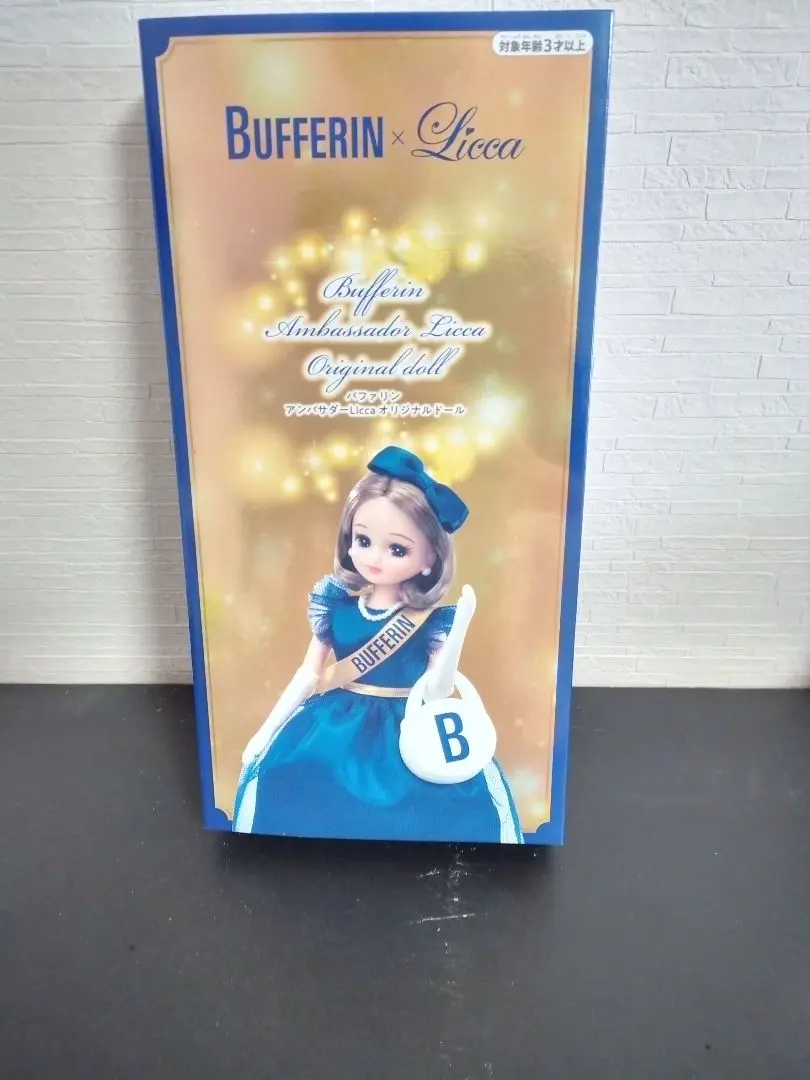 対象年齢3才以上
BUFFERIN × Licca
Bufferin
Ambassador Licca
Original doll
バファリン
アンバサダーLicca オリジナルドール
BUFFERIN
B